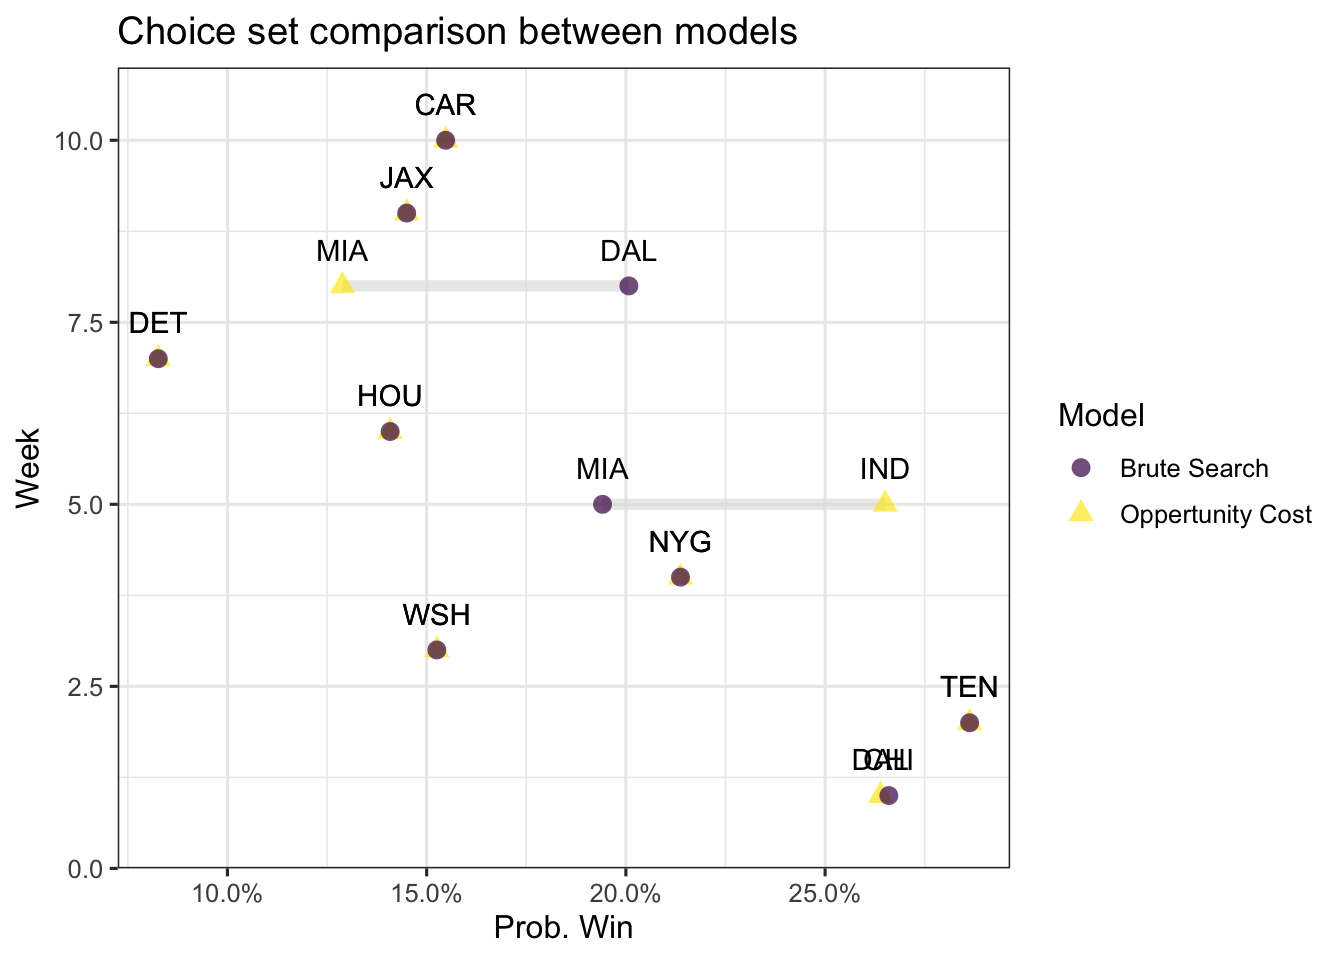 Choice set comparison between models
CAR
10.0
JAX
MIA DAL
DET
7.5
HOU
MIA IND
5.0
NYG
WSH
TEN
2.5
DAL CHI
0.0
10.0% 15.0% 20.0% 25.0%
Prob. Win
Week
Model
Brute Search
Oppertunity Cost